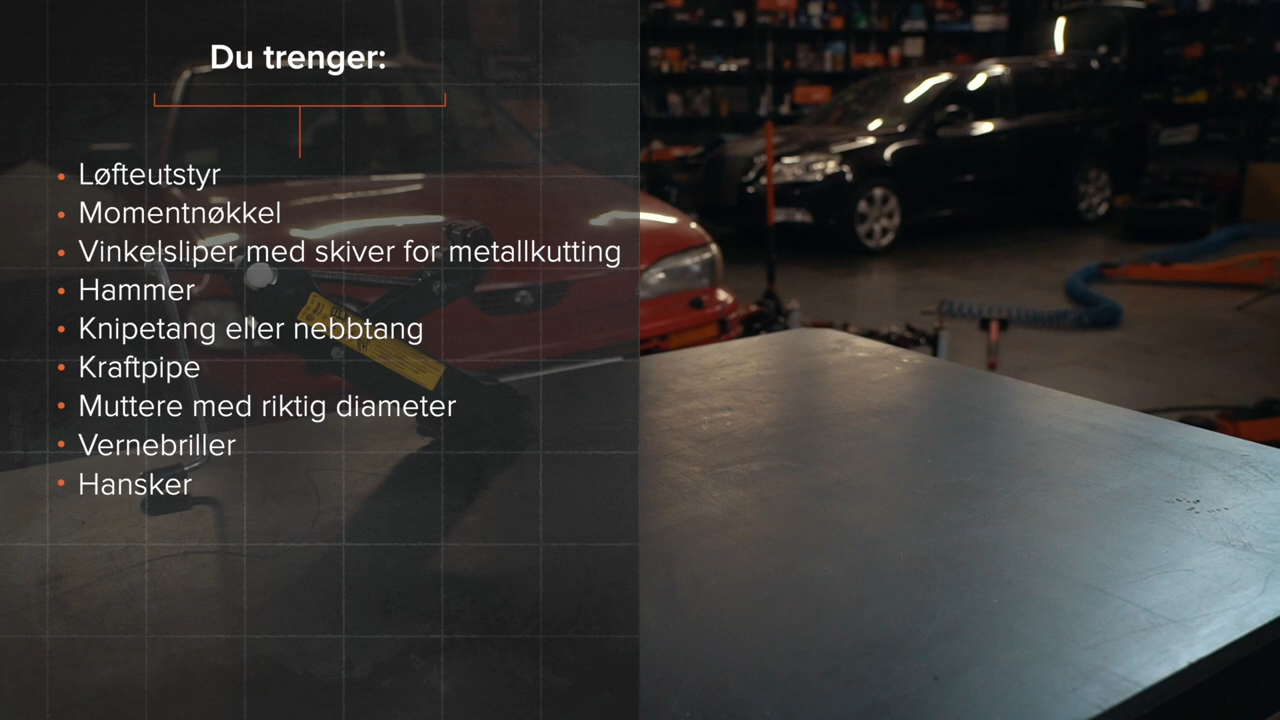 Du trenger:
• Løfteutstyr
• Momentnøkkel
• Vinkelsliper med skiver for metallkutting
• Hammer
• Knipetang eller nebbtang
• Kraftpipe
• Muttere med riktig diameter
• Vernebriller
• Hansker